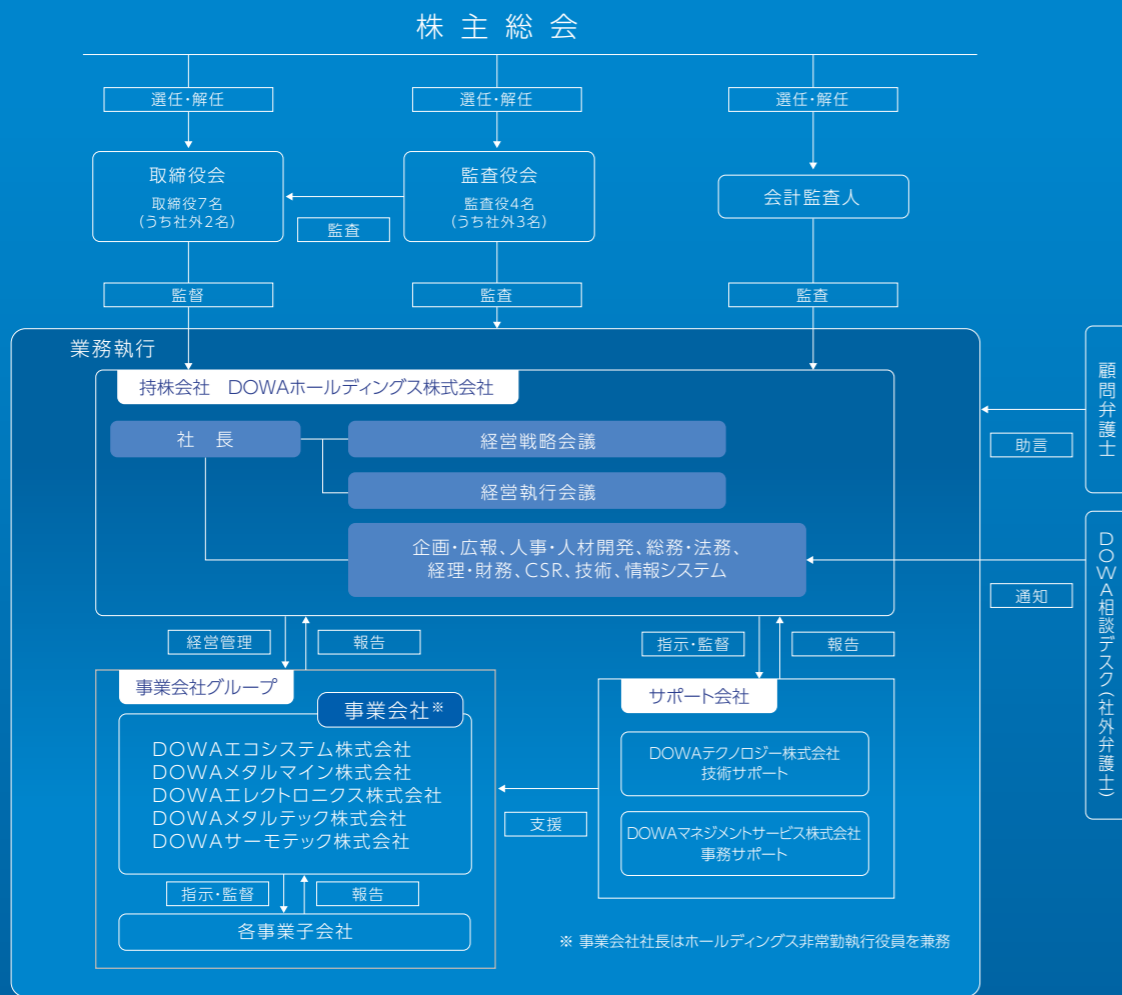 株主総会
選任・解任
選任・解任
選任・解任
取締役会
取締役7名
(うち社外2名)
監査役会
監査役4名
(うち社外3名)
会計監査人
監査
監督
監査
監査
業務執行
持株会社 DOWAホールディングス株式会社
社 長
経営戦略会議
経営執行会議
企画・広報、人事・人材開発、総務・法務、
経理・財務、CSR、技術、情報システム
顧問弁護士
助言
DOWA相談デスク(社外弁護士)
通知
経営管理
報告
指示・監督
報告
事業会社グループ
事業会社※
DOWAエコシステム株式会社
DOWAメタルマイン株式会社
DOWAエレクトロニクス株式会社
DOWAメタルテック株式会社
DOWAサーモテック株式会社
指示・監督
報告
各事業子会社
支援
サポート会社
DOWAテクノロジー株式会社
技術サポート
DOWAマネジメントサービス株式会社
事務サポート
※ 事業会社社長はホールディングス非常勤執行役員を兼務